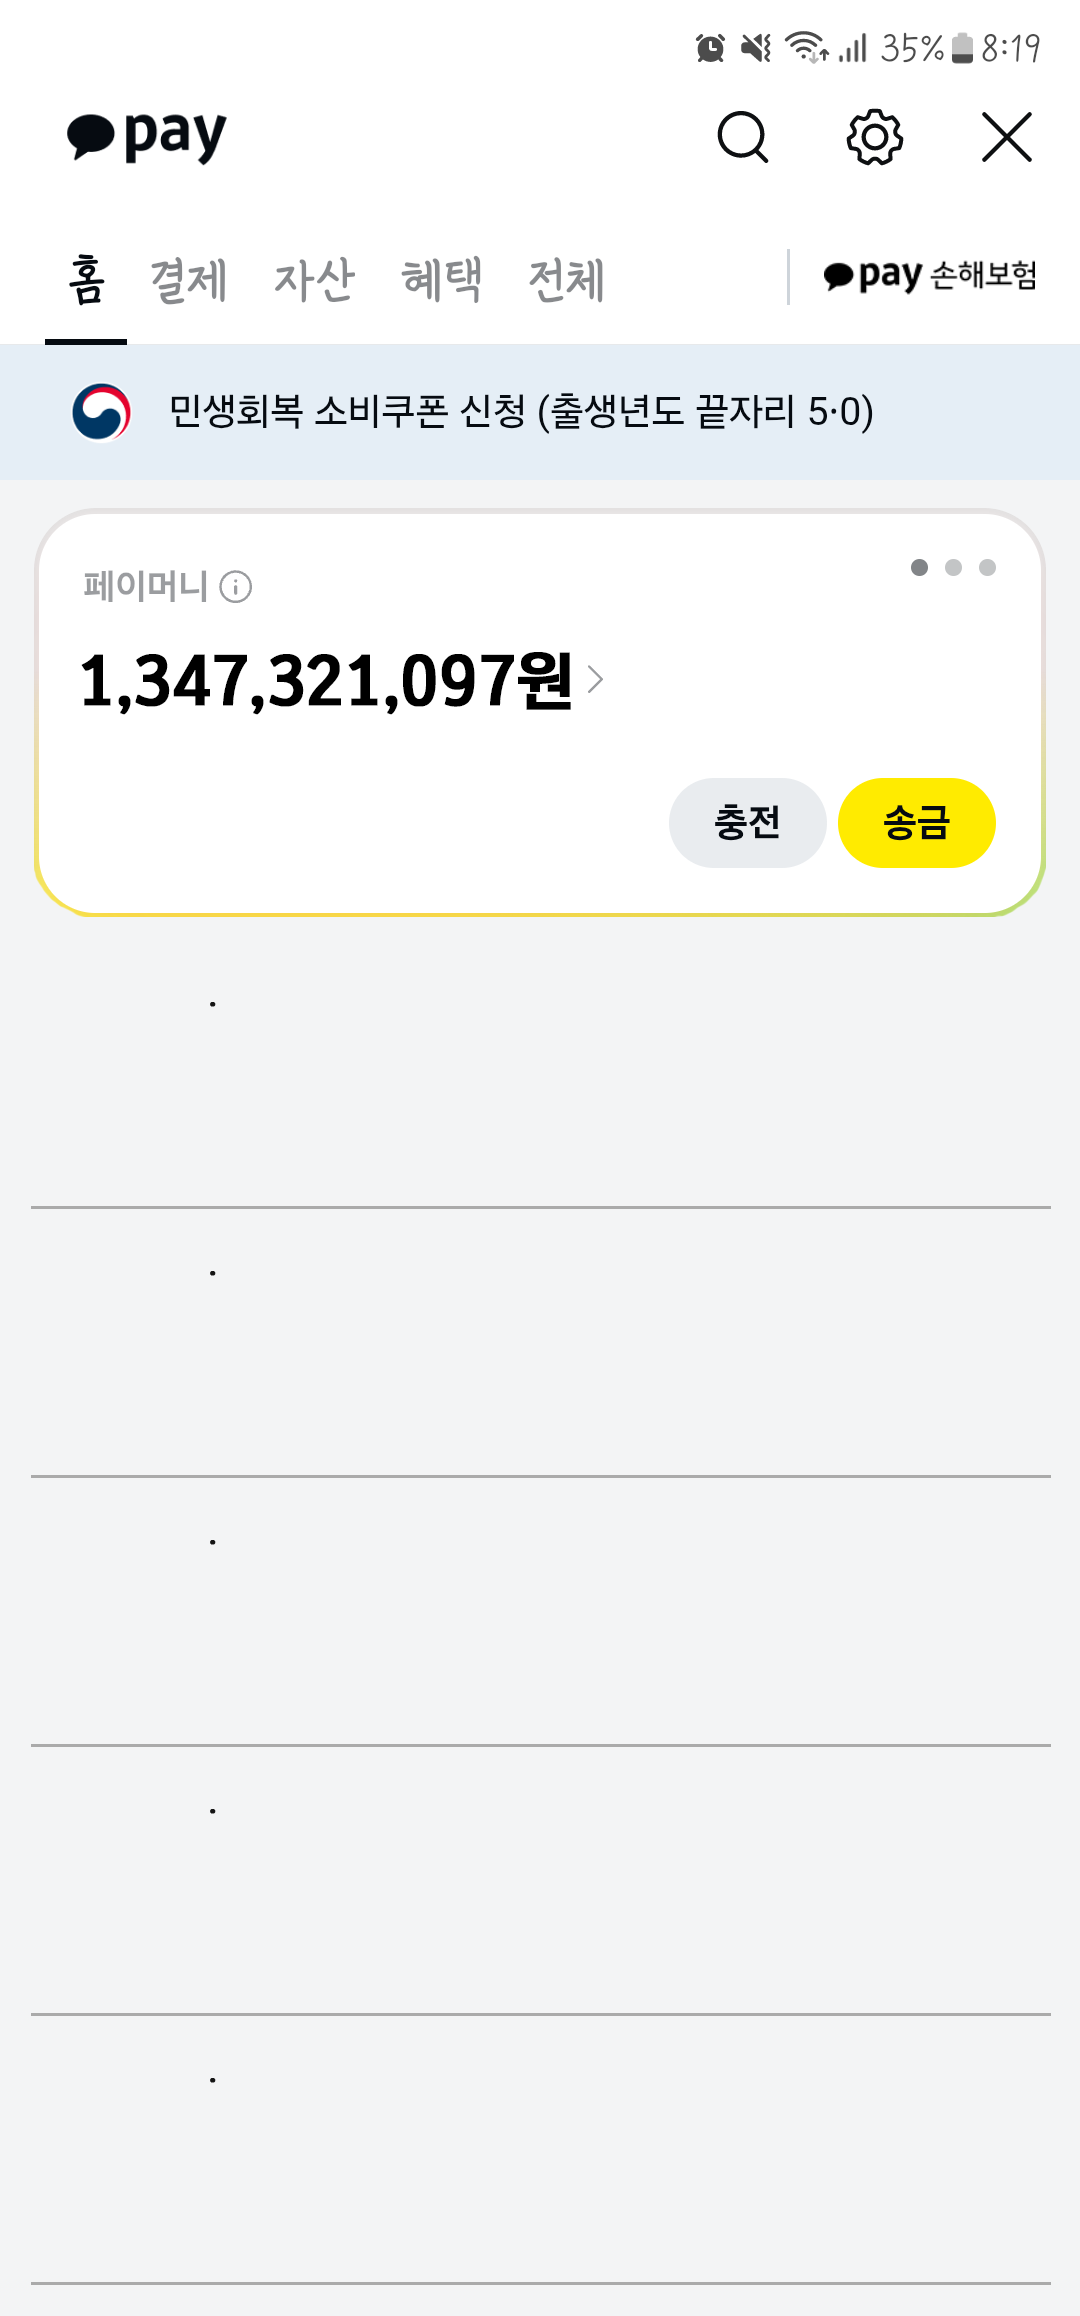 35% 8:19
pay
홈 결제 자산 혜택 전체 pay 손해보험
민생회복 소비쿠폰 신청 (출생년도 끝자리 5·0)
페이머니
1,347,321,097원
충전 송금
.
.
.
.
.